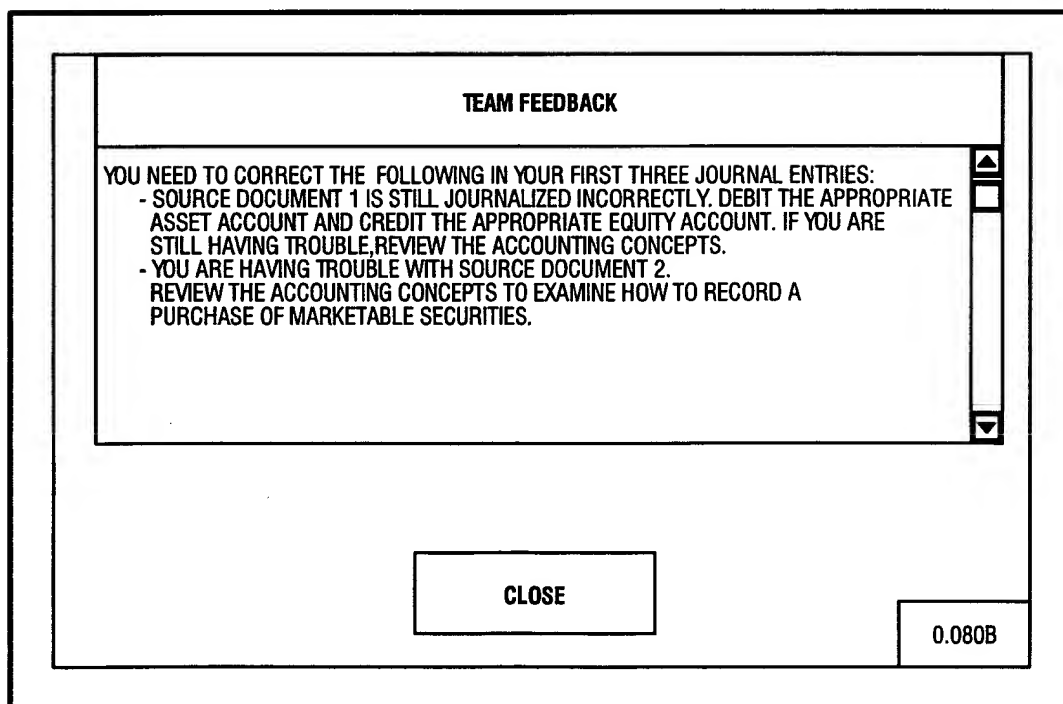 TEAM FEEDBACK
YOU NEED TO CORRECT THE FOLLOWING IN YOUR FIRST THREE JOURNAL ENTRIES:
- SOURCE DOCUMENT 1 IS STILL JOURNALIZED INCORRECTLY. DEBIT THE APPROPRIATE
ASSET ACCOUNT AND CREDIT THE APPROPRIATE EQUITY ACCOUNT. IF YOU ARE
STILL HAVING TROUBLE,REVIEW THE ACCOUNTING CONCEPTS.
- YOU ARE HAVING TROUBLE WITH SOURCE DOCUMENT 2.
REVIEW THE ACCOUNTING CONCEPTS TO EXAMINE HOW TO RECORD A
PURCHASE OF MARKETABLE SECURITIES.
CLOSE
0.080B